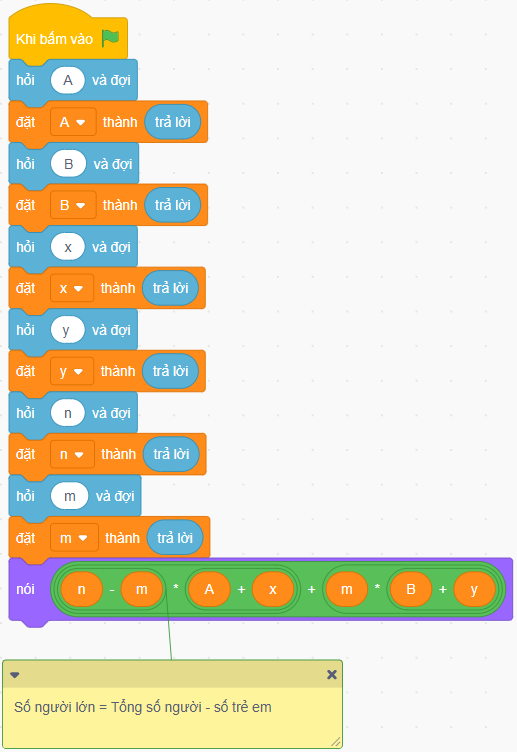 Khi bấm vào
hỏi A và đợi
đặt A thành trả lời
hỏi B và đợi
đặt B thành trả lời
hỏi x và đợi
đặt x thành trả lời
hỏi y và đợi
đặt y thành trả lời
hỏi n và đợi
đặt n thành trả lời
hỏi m và đợi
đặt m thành trả lời
nói n - m * A + x + m * B + y
Số người lớn = Tổng số người - số trẻ em